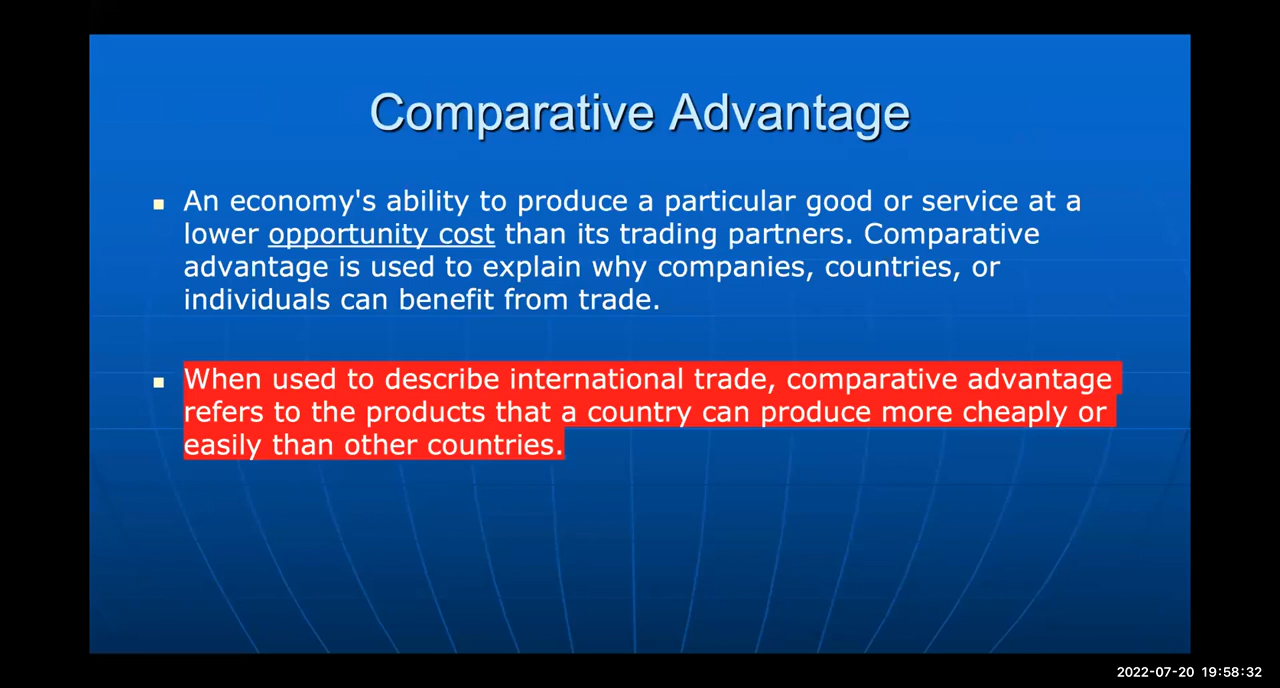 Comparative Advantage
An economy's ability to produce a particular good or service at a
lower opportunity cost than its trading partners. Comparative
advantage is used to explain why companies, countries, or
individuals can benefit from trade.
When used to describe international trade, comparative advantage
refers to the products that a country can produce more cheaply or
easily than other countries.
2022-07-20 19:58:32